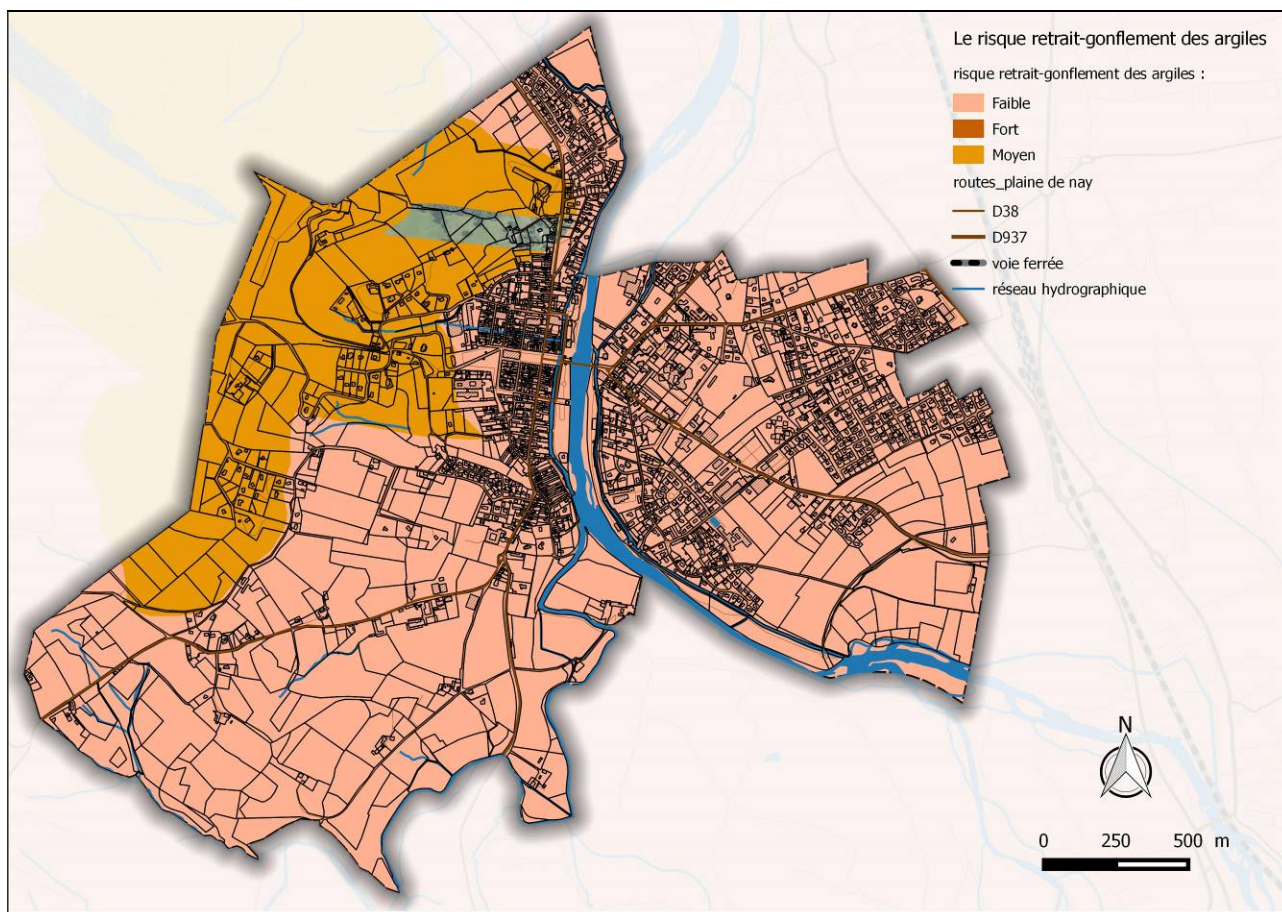 Le risque retrait-gonflement des argiles
risque retrait-gonflement des argiles :
Faible
Fort
Moyen
routes_plaine de nay
D38
D937
voie ferrée
réseau hydrographique
N
0 250 500 m